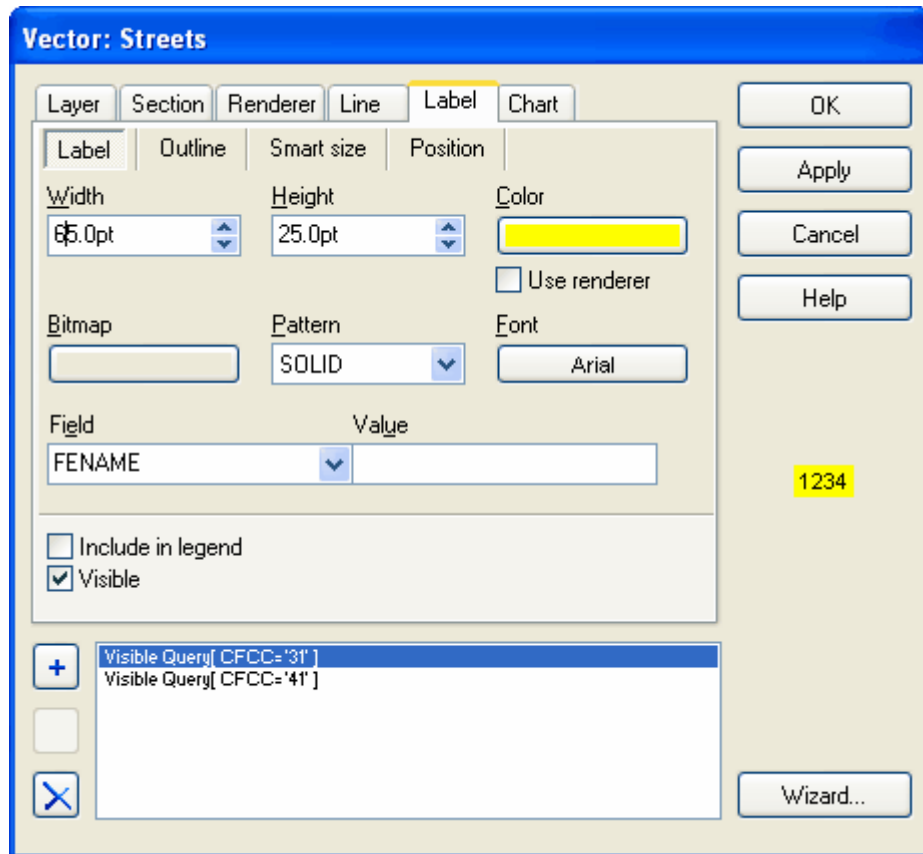 Vector: Streets
Layer Section Renderer Line Label Chart
OK
Label Outline Smart size Position
Apply
Width Height Color
65.0pt 25.0pt
Cancel
Use renderer
Help
Bitmap Pattern Font
SOLID Arial
Field Value
FENAME
1234
Include in legend
Visible
+
Visible Query[ CFCC='31' ]
Visible Query[ CFCC='41' ]
Wizard...